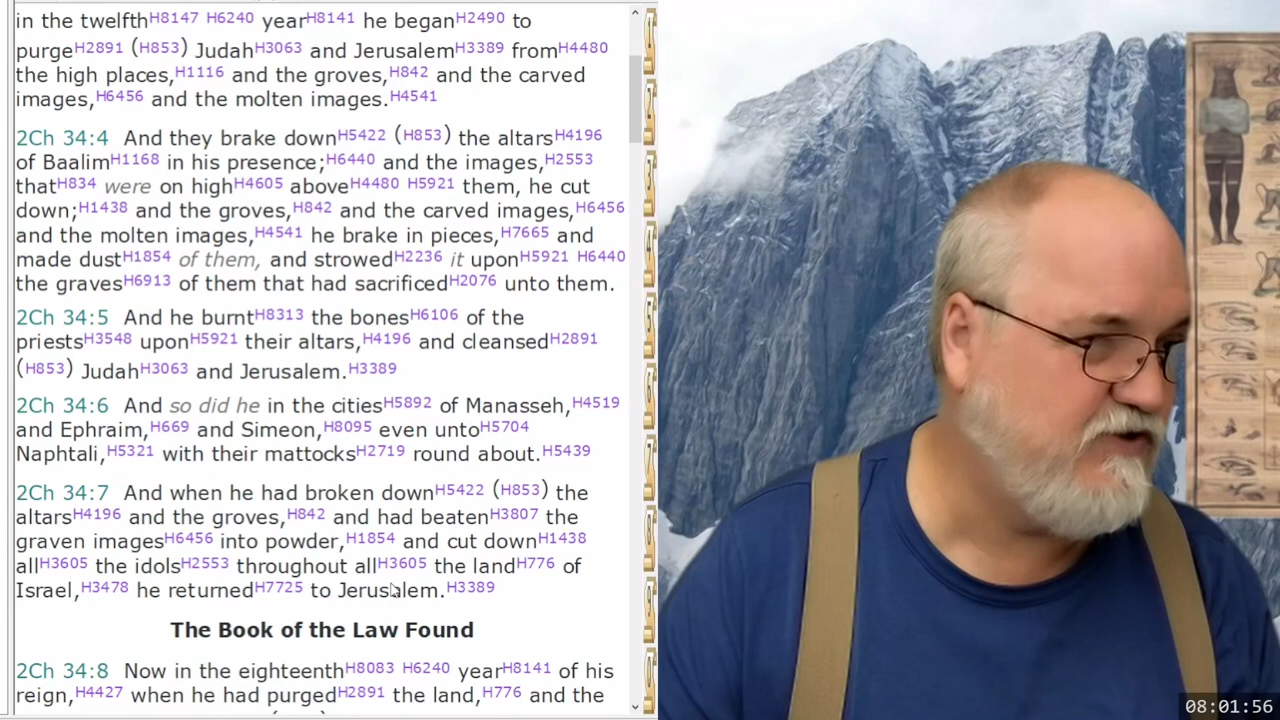 in the twelfthH8147 H6240 yearH8141 he beganH2490 to
purgeH2891 (H853) JudahH3063 and JerusalemH3389 fromH4480
the high places,H1116 and the groves,H842 and the carved
images,H6456 and the molten images.H4541
2Ch 34:4 And they brake downH5422 (H853) the altarsH4196
of BaalimH1168 in his presence;H6440 and the images,H2553
thatH834 were on highH4605 aboveH4480 H5921 them, he cut
down;H1438 and the groves,H842 and the carved images,H6456
and the molten images,H4541 he brake in pieces,H7665 and
made dustH1854 of them, and strowedH2236 it uponH5921 H6440
the gravesH6913 of them that had sacrificedH2076 unto them.
2Ch 34:5 And he burntH8313 the bonesH6106 of the
priestsH3548 uponH5921 their altars,H4196 and cleansedH2891
(H853) JudahH3063 and Jerusalem.H3389
2Ch 34:6 And so did he in the citiesH5892 of Manasseh,H4519
and Ephraim,H669 and Simeon,H8095 even untoH5704
Naphtali,H5321 with their mattocksH2719 round about.H5439
2Ch 34:7 And when he had broken downH5422 (H853) the
altarsH4196 and the groves,H842 and had beatenH3807 the
graven imagesH6456 into powder,H1854 and cut downH1438
allH3605 the idolsH2553 throughout allH3605 the landH776 of
Israel,H3478 he returnedH7725 to Jerusalem.H3389
The Book of the Law Found
2Ch 34:8 Now in the eighteenthH8083 H6240 yearH8141 of his
reign,H4427 when he had purgedH2891 the land,H776 and the
08:01:56